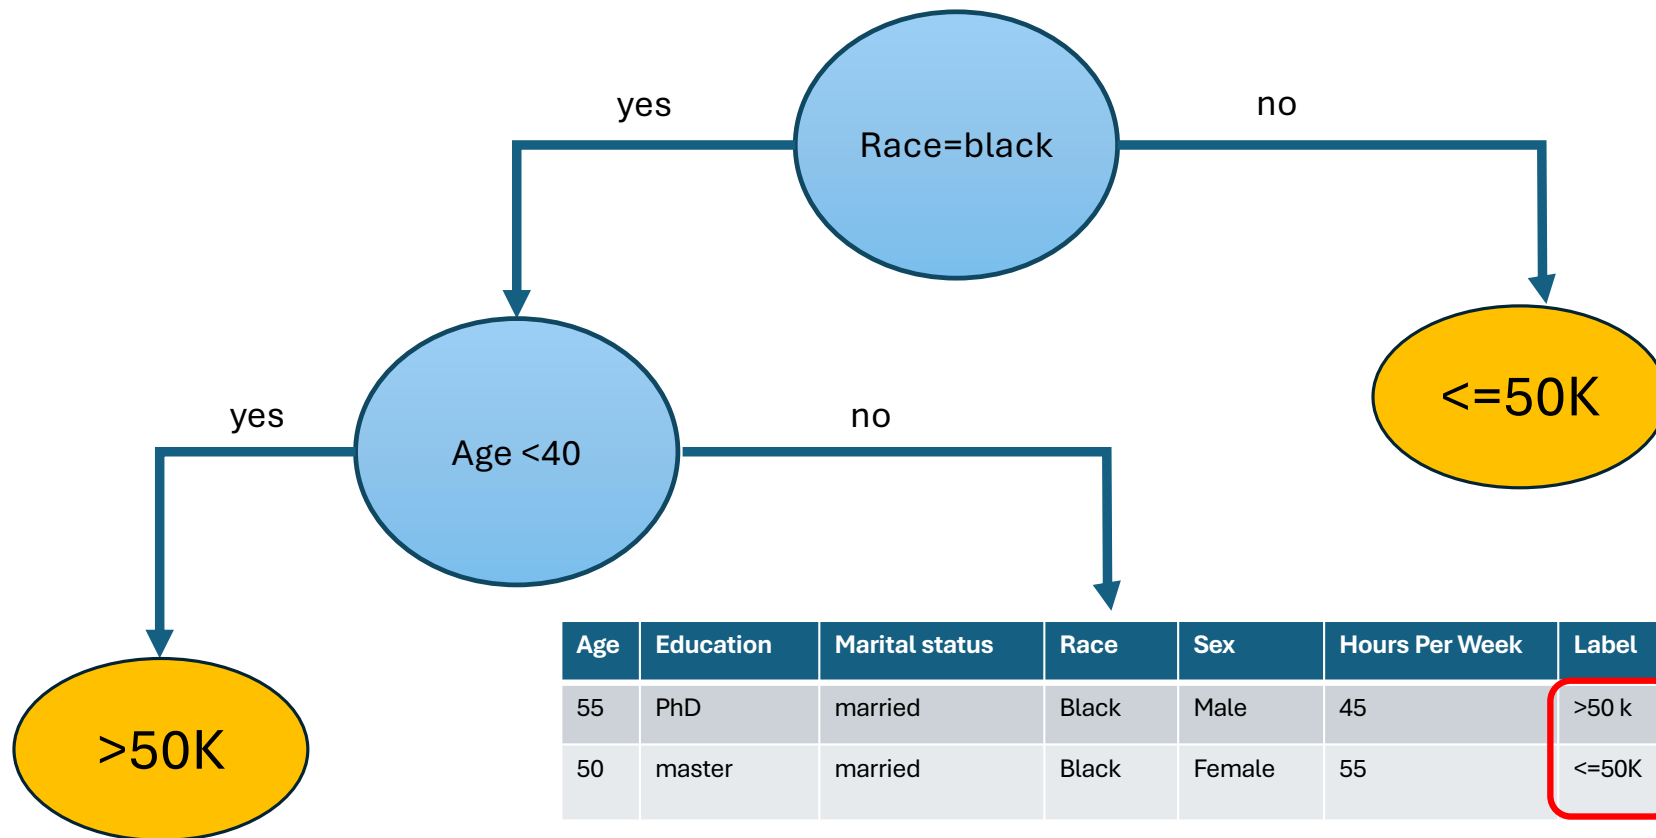 yes
Race=black
no
yes
Age <40
no
<=50K
>50K
Age Education Marital status Race Sex Hours Per Week Label
55 PhD married Black Male 45 >50 k
50 master married Black Female 55 <=50K